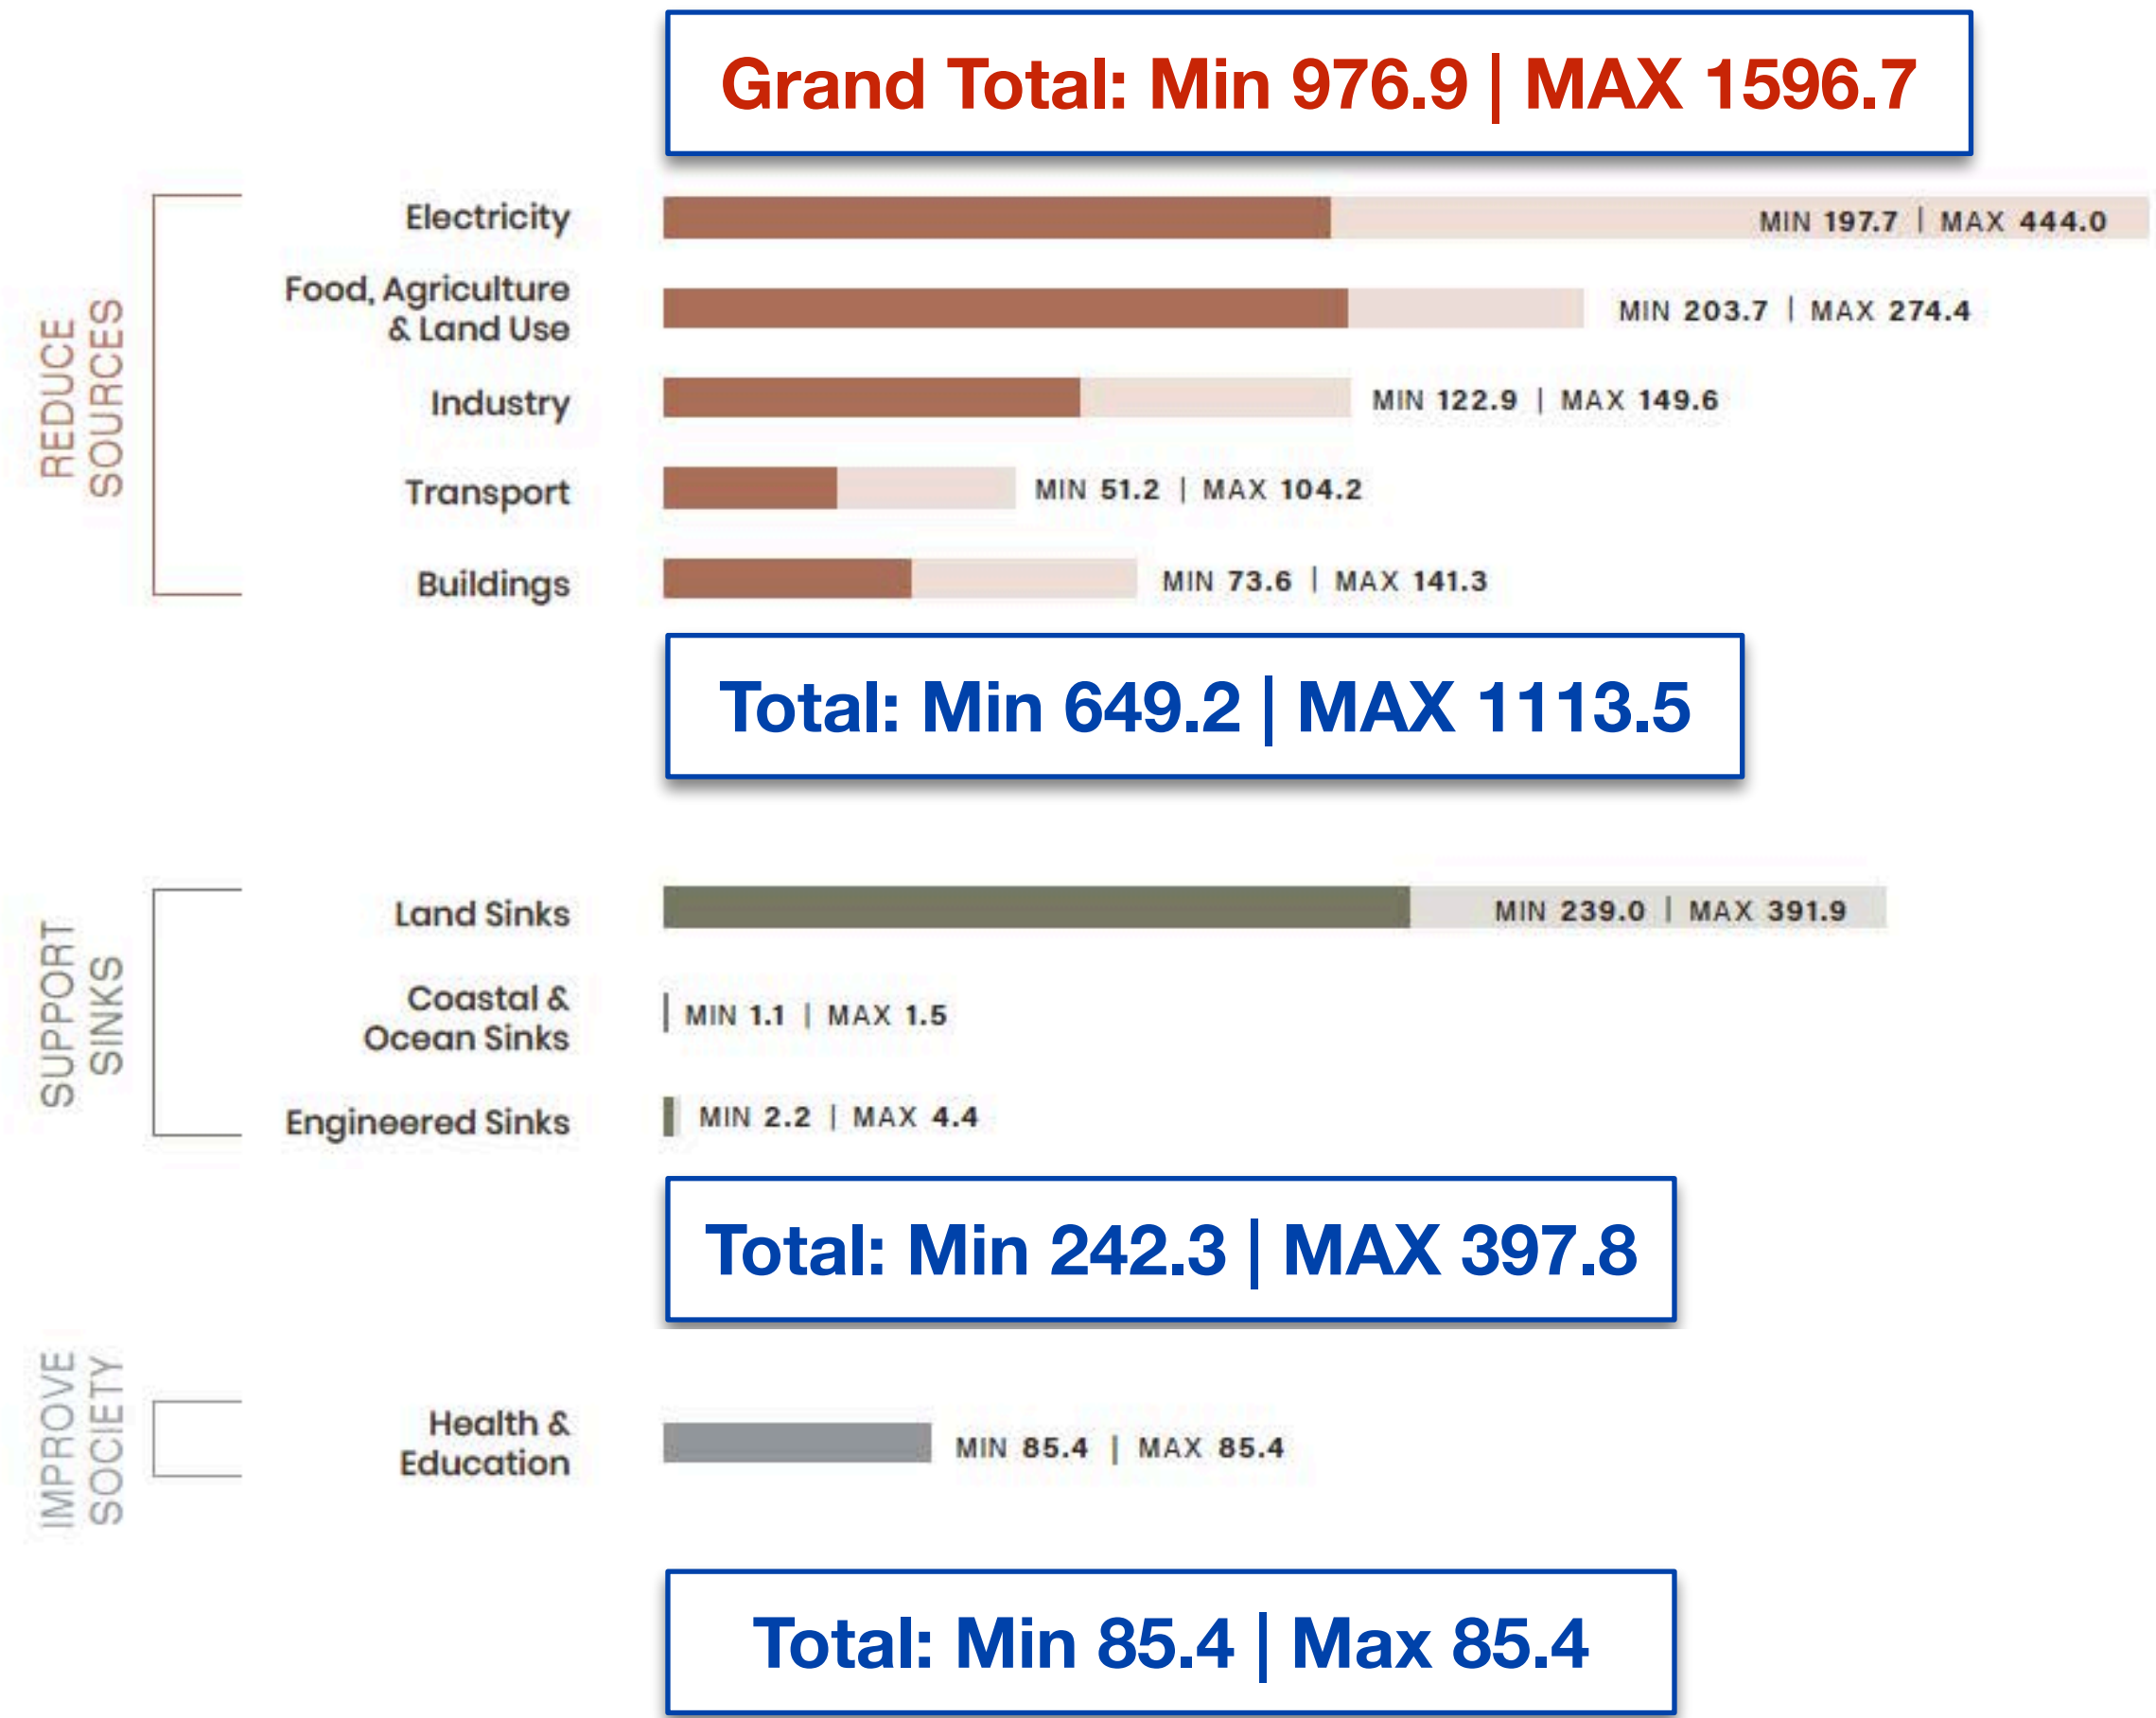 Grand Total: Min 976.9 | MAX 1596.7
REDUCE
SOURCES
Electricity
MIN 197.7 | MAX 444.0
Food, Agriculture
& Land Use
MIN 203.7 | MAX 274.4
Industry
MIN 122.9 | MAX 149.6
Transport
MIN 51.2 | MAX 104.2
Buildings
MIN 73.6 | MAX 141.3
Total: Min 649.2 | MAX 1113.5
SUPPORT
SINKS
Land Sinks
MIN 239.0 | MAX 391.9
Coastal &
Ocean Sinks
MIN 1.1 | MAX 1.5
Engineered Sinks
MIN 2.2 | MAX 4.4
Total: Min 242.3 | MAX 397.8
IMPROVE
SOCIETY
Health &
Education
MIN 85.4 | MAX 85.4
Total: Min 85.4 | Max 85.4